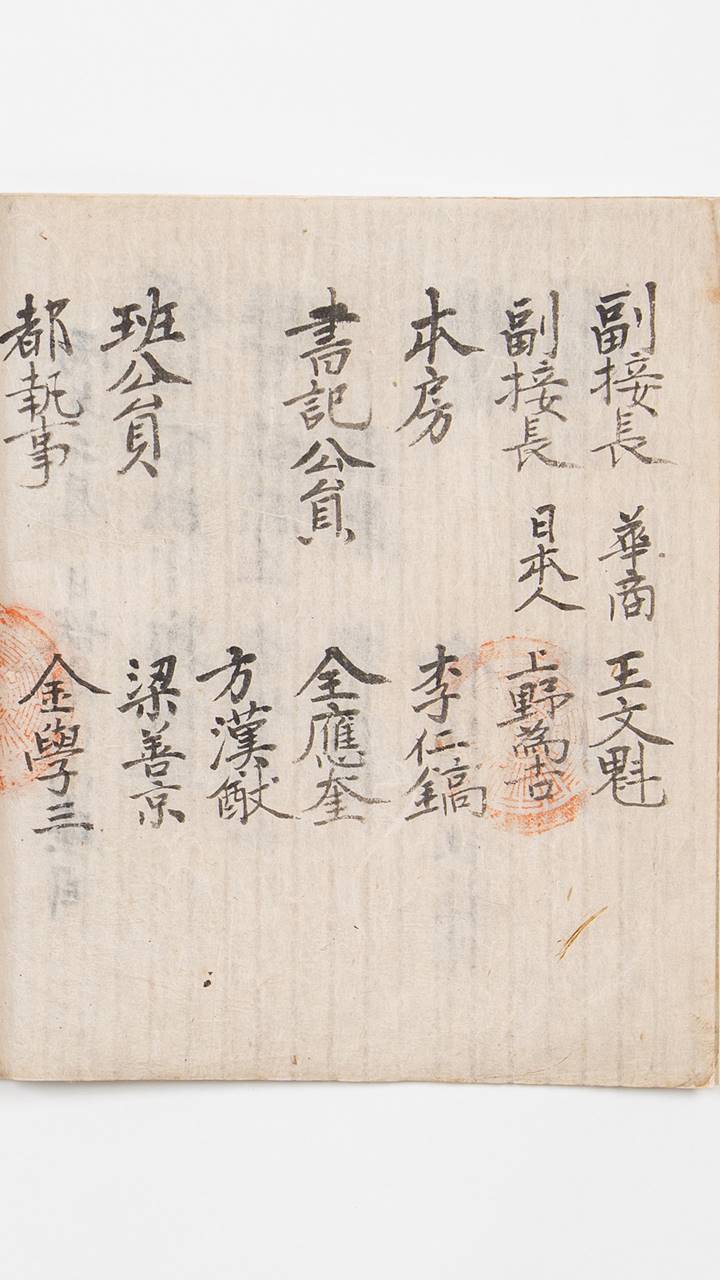 副接長 華商 王文魁
副接長 日本人 上野為吉
本房 李仁鎬
書記公員 全應奎
方漢猷
班公員 梁善京
都執事 金學三